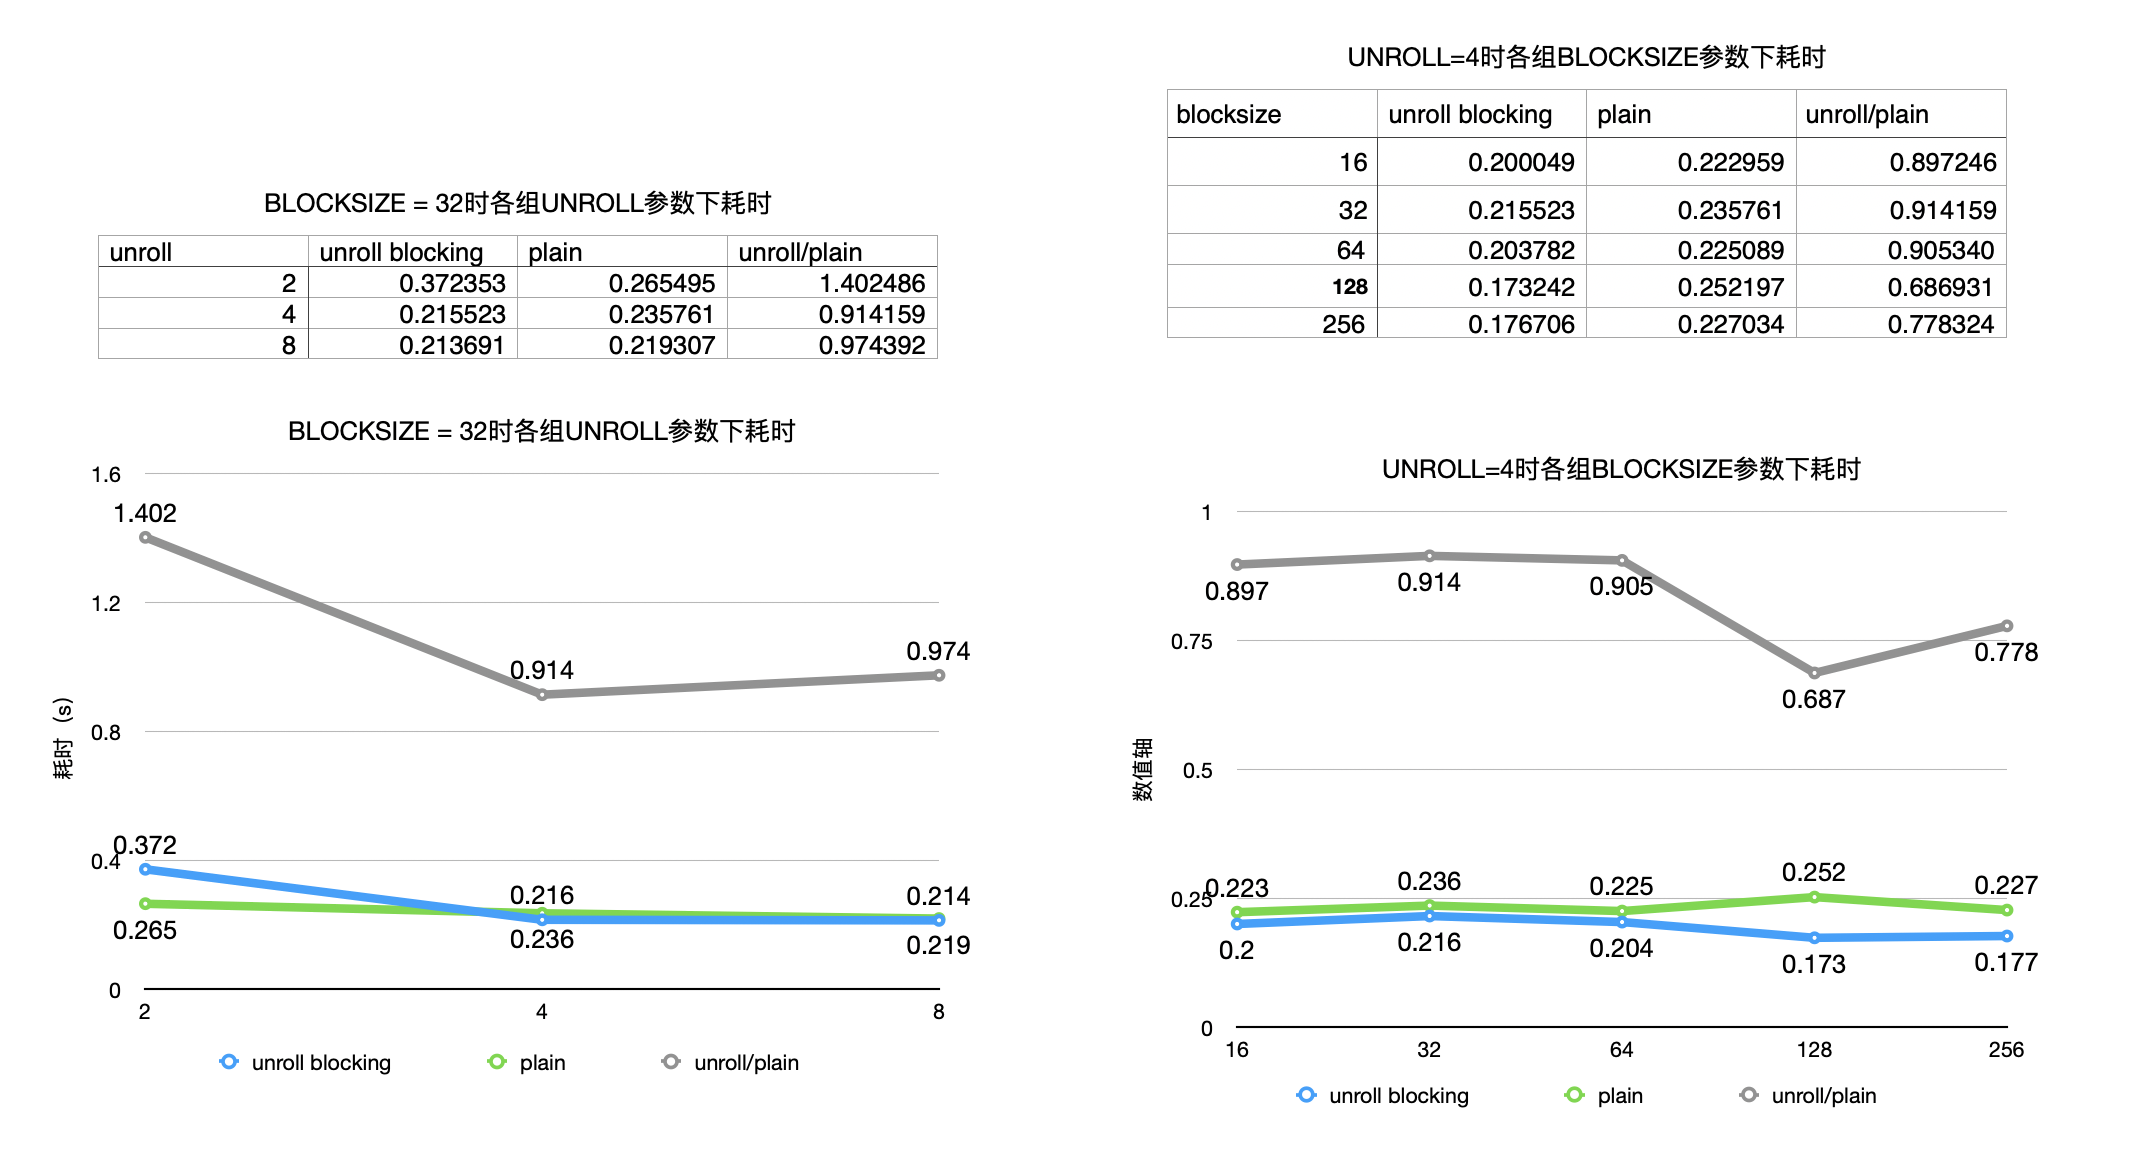 BLOCKSIZE = 32时各组UNROLL参数下耗时
unroll unroll blocking plain unroll/plain
2 0.372353 0.265495 1.402486
4 0.215523 0.235761 0.914159
8 0.213691 0.219307 0.974392
BLOCKSIZE = 32时各组UNROLL参数下耗时
耗时（s）
1.6
1.2
0.8
0.4
0
1.402
0.914
0.974
0.372
0.216
0.214
0.265
0.236
0.219
2 4 8
unroll blocking plain unroll/plain
UNROLL=4时各组BLOCKSIZE参数下耗时
blocksize unroll blocking plain unroll/plain
16 0.200049 0.222959 0.897246
32 0.215523 0.235761 0.914159
64 0.203782 0.225089 0.905340
128 0.173242 0.252197 0.686931
256 0.176706 0.227034 0.778324
UNROLL=4时各组BLOCKSIZE参数下耗时
数值轴
1
0.75
0.5
0.25
0
0.897
0.914
0.905
0.687
0.778
0.223
0.236
0.225
0.252
0.227
0.2
0.216
0.204
0.173
0.177
16 32 64 128 256
unroll blocking plain unroll/plain